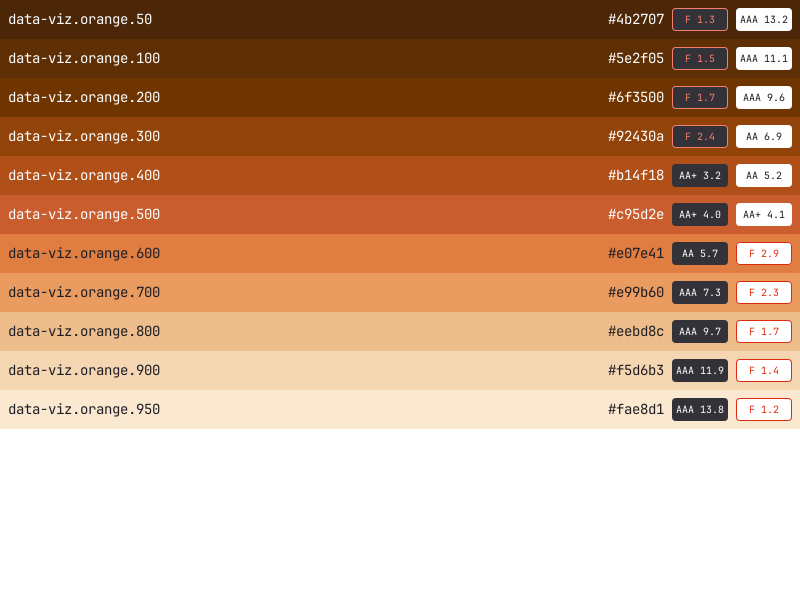 data-viz.orange.50 #4b2707 F 1.3 AAA 13.2
data-viz.orange.100 #5e2f05 F 1.5 AAA 11.1
data-viz.orange.200 #6f3500 F 1.7 AAA 9.6
data-viz.orange.300 #92430a F 2.4 AA 6.9
data-viz.orange.400 #b14f18 AA+ 3.2 AA 5.2
data-viz.orange.500 #c95d2e AA+ 4.0 AA+ 4.1
data-viz.orange.600 #e07e41 AA 5.7 F 2.9
data-viz.orange.700 #e99b60 AAA 7.3 F 2.3
data-viz.orange.800 #eebd8c AAA 9.7 F 1.7
data-viz.orange.900 #f5d6b3 AAA 11.9 F 1.4
data-viz.orange.950 #fae8d1 AAA 13.8 F 1.2